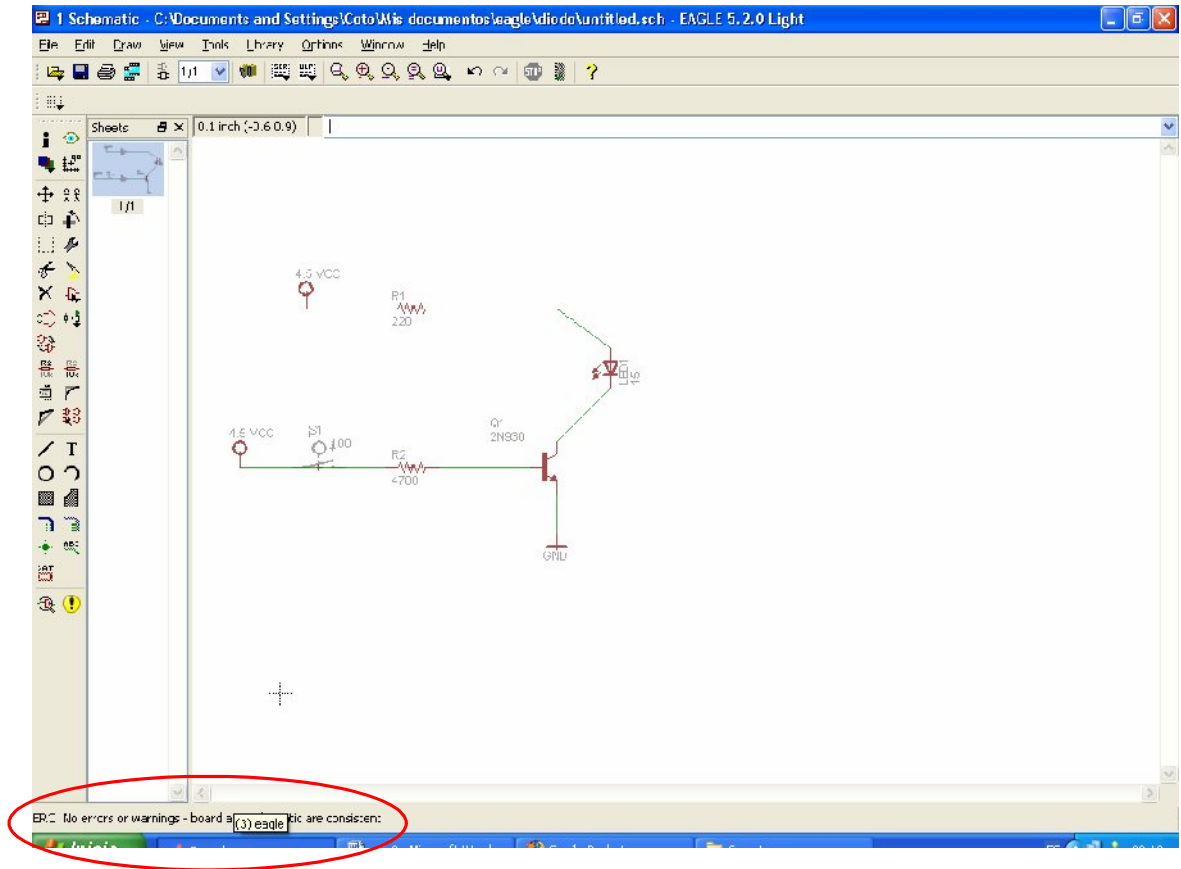 1 Schematic - C:\Documents and Settings\Coto\Mis documentos\eagle\diodo\untitled.sch - EAGLE 5.2.0 Light
File Edit Draw View Tools Library Options Window Help
1/1
Sheets
0.1 inch (-3.6 0.9)
1/1
4.5 VCC
R1
220
LED1
15
4.5 VCC
S1
Q1
2N930
R2
4700
GND
ERC: No errors or warnings - board a tic are consistent
(3) eagle
Inicio